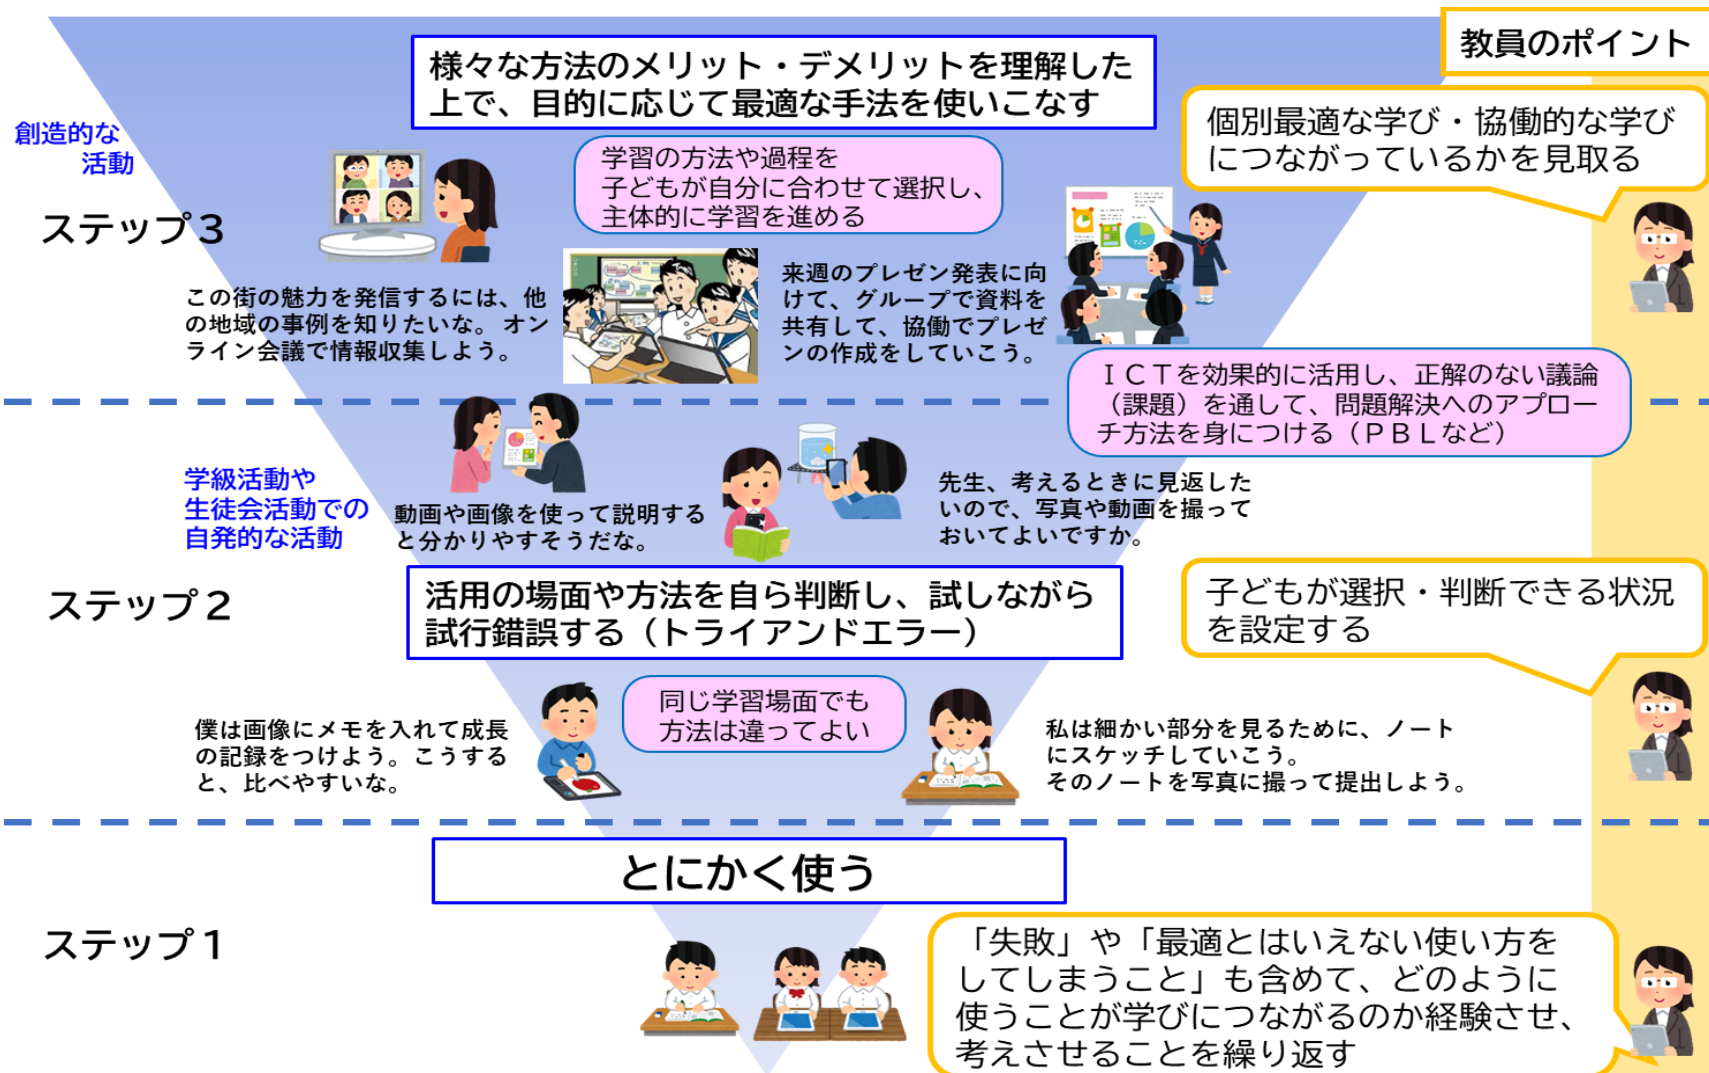 教員のポイント
様々な方法のメリット・デメリットを理解した
上で、目的に応じて最適な手法を使いこなす
個別最適な学び・協働的な学び
につながっているかを見取る
創造的な
活動
ステップ３
学習の方法や過程を
子どもが自分に合わせて選択し、
主体的に学習を進める
この街の魅力を発信するには、他
の地域の事例を知りたいな。オン
ライン会議で情報収集しよう。
来週のプレゼン発表に向
けて、グループで資料を
共有して、協働でプレゼ
ンの作成をしていこう。
ＩＣＴを効果的に活用し、正解のない議論
（課題）を通して、問題解決へのアプロー
チ方法を身につける（ＰＢＬなど）
学級活動や
生徒会活動での
自発的な活動
動画や画像を使って説明する
と分かりやすそうだな。
先生、考えるときに見返した
いので、写真や動画を撮って
おいてよいですか。
ステップ２
活用の場面や方法を自ら判断し、試しながら
試行錯誤する（トライアンドエラー）
子どもが選択・判断できる状況
を設定する
僕は画像にメモを入れて成長
の記録をつけよう。こうする
と、比べやすいな。
同じ学習場面でも
方法は違ってよい
私は細かい部分を見るために、ノート
にスケッチしていこう。
そのノートを写真に撮って提出しよう。
とにかく使う
ステップ１
「失敗」や「最適とはいえない使い方を
してしまうこと」も含めて、どのように
使うことが学びにつながるのか経験させ、
考えさせることを繰り返す